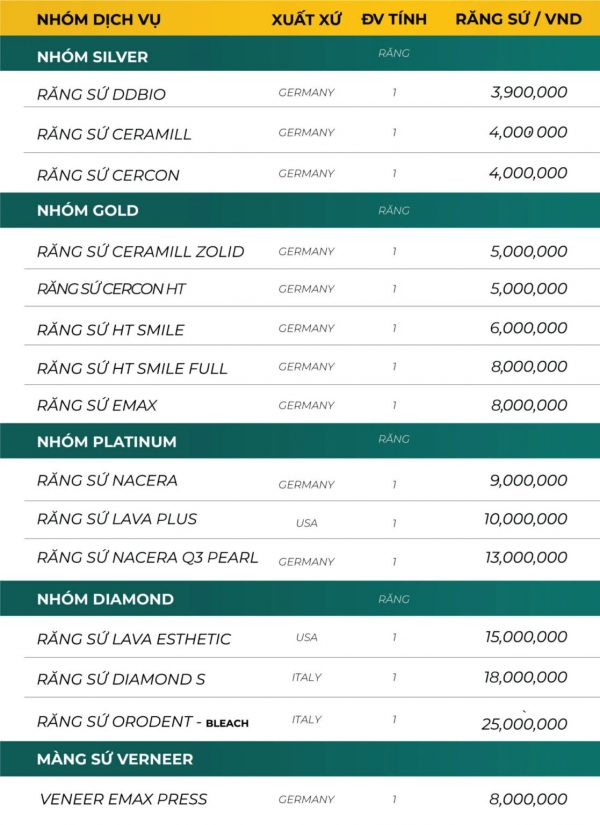 NHÓM DỊCH VỤ XUẤT XỨ ĐV TÍNH RĂNG SỨ / VND
NHÓM SILVER RĂNG
RĂNG SỨ DDBIO GERMANY 1 3,900,000
RĂNG SỨ CERAMILL GERMANY 1 4,000 000
RĂNG SỨ CERCON GERMANY 1 4,000,000
NHÓM GOLD RĂNG
RĂNG SỨ CERAMILL ZOLID GERMANY 1 5,000,000
RĂNG SỨ CERCON HT GERMANY 1 5,000,000
RĂNG SỨ HT SMILE GERMANY 1 6,000,000
RĂNG SỨ HT SMILE FULL GERMANY 1 8,000,000
RĂNG SỨ EMAX GERMANY 1 8,000,000
NHÓM PLATINUM RĂNG
RĂNG SỨ NACERA GERMANY 1 9,000,000
RĂNG SỨ LAVA PLUS USA 1 10,000,000
RĂNG SỨ NACERA Q3 PEARL GERMANY 1 13,000,000
NHÓM DIAMOND RĂNG
RĂNG SỨ LAVA ESTHETIC USA 1 15,000,000
RĂNG SỨ DIAMOND S ITALY 1 18,000,000
RĂNG SỨ ORODENT - BLEACH ITALY 1 25,000,000
MÀNG SỨ VERNEER
VENEER EMAX PRESS GERMANY 1 8,000,000